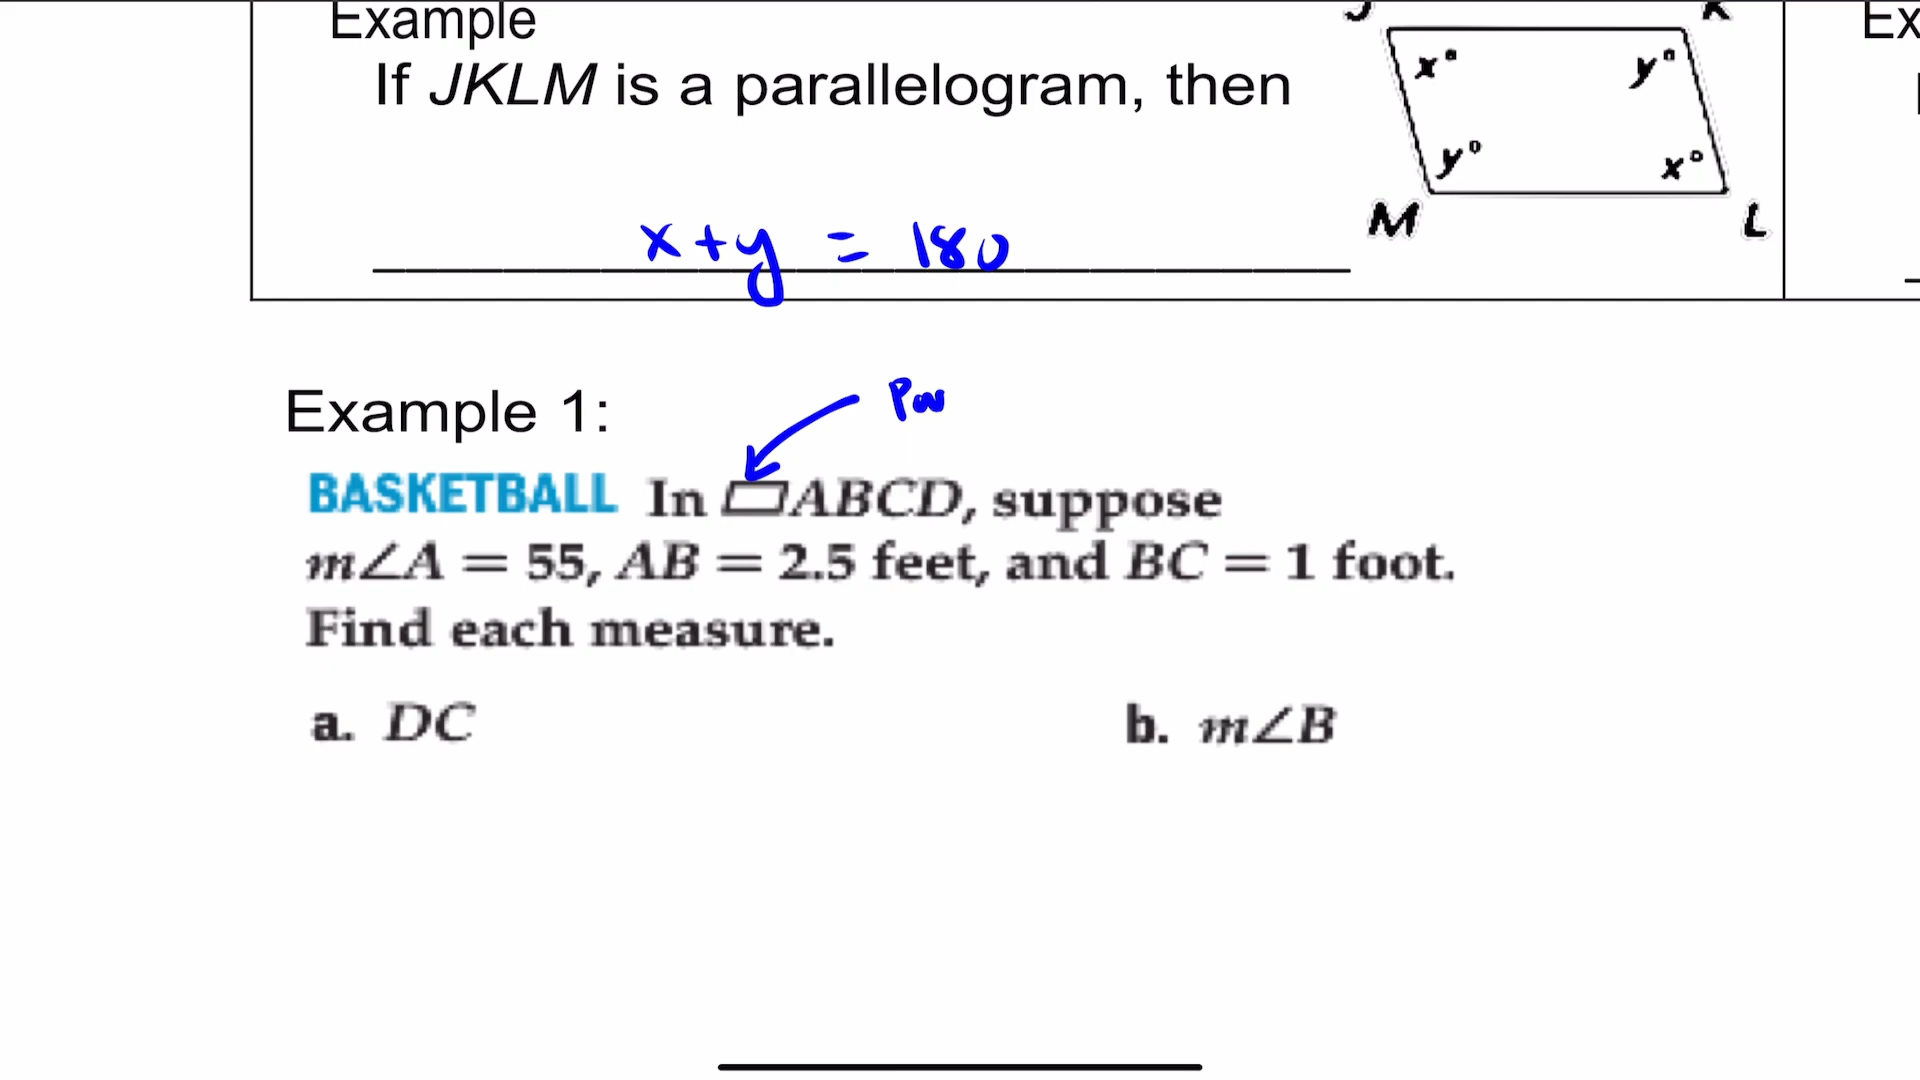 Example
Ex
If JKLM is a parallelogram, then
x° y°
y° x°
M L
x + y = 180
Example 1:
BASKETBALL In ▱ABCD, suppose
m∠A = 55, AB = 2.5 feet, and BC = 1 foot.
Find each measure.
a. DC
b. m∠B